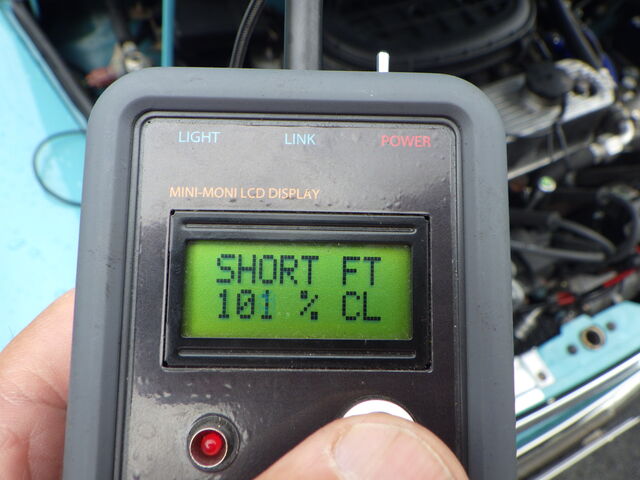 LIGHT LINK POWER
MINI-MONI LCD DISPLAY
SHORT FT
101 % CL